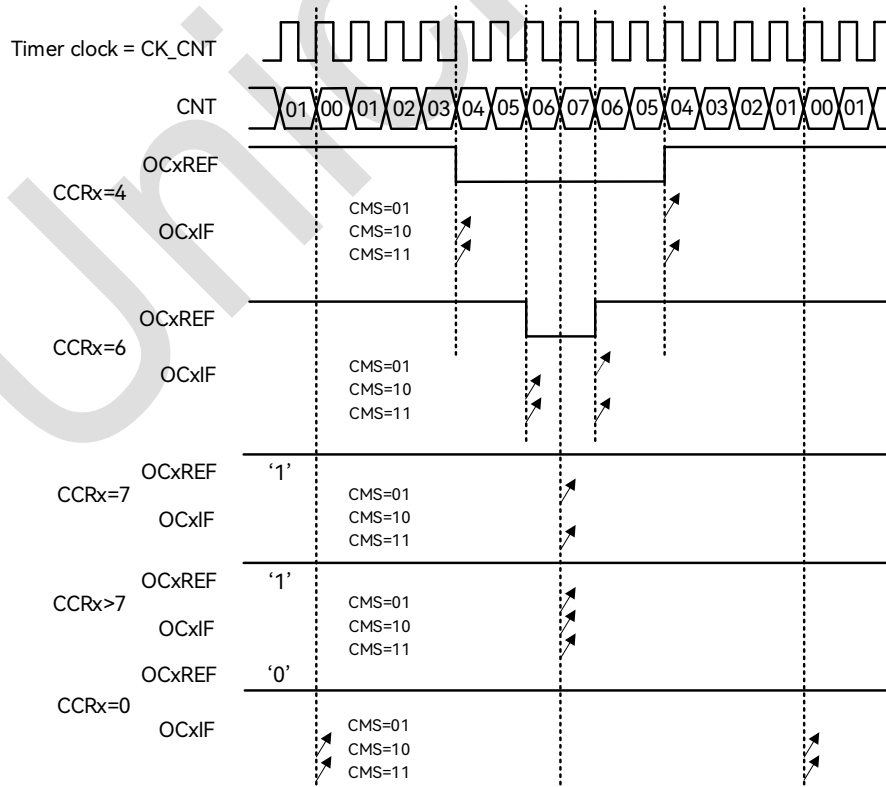 Timer clock = CK_CNT
CNT 01 00 01 02 03 04 05 06 07 06 05 04 03 02 01 00 01
OCxREF
CCRx=4
CMS=01
OCxIF
CMS=10
CMS=11
OCxREF
CCRx=6
CMS=01
OCxIF
CMS=10
CMS=11
OCxREF ‘1’
CCRx=7
CMS=01
OCxIF
CMS=10
CMS=11
OCxREF ‘1’
CCRx>7
CMS=01
OCxIF
CMS=10
CMS=11
OCxREF ‘0’
CCRx=0
CMS=01
OCxIF
CMS=10
CMS=11